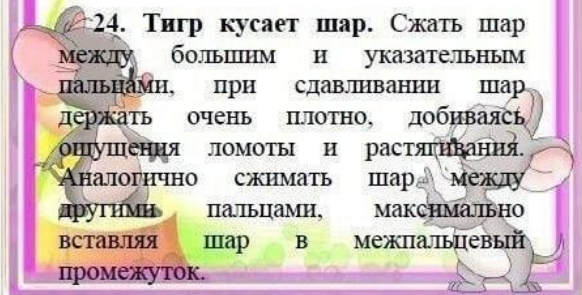 24. Тигр кусает шар. Сжать шар
между большим и указательным
пальцами, при сдавливании шар
держать очень плотно, добиваясь
ощущения ломоты и растягивания.
Аналогично сжимать шар между
другими пальцами, максимально
вставляя шар в межпальцевый
промежуток.